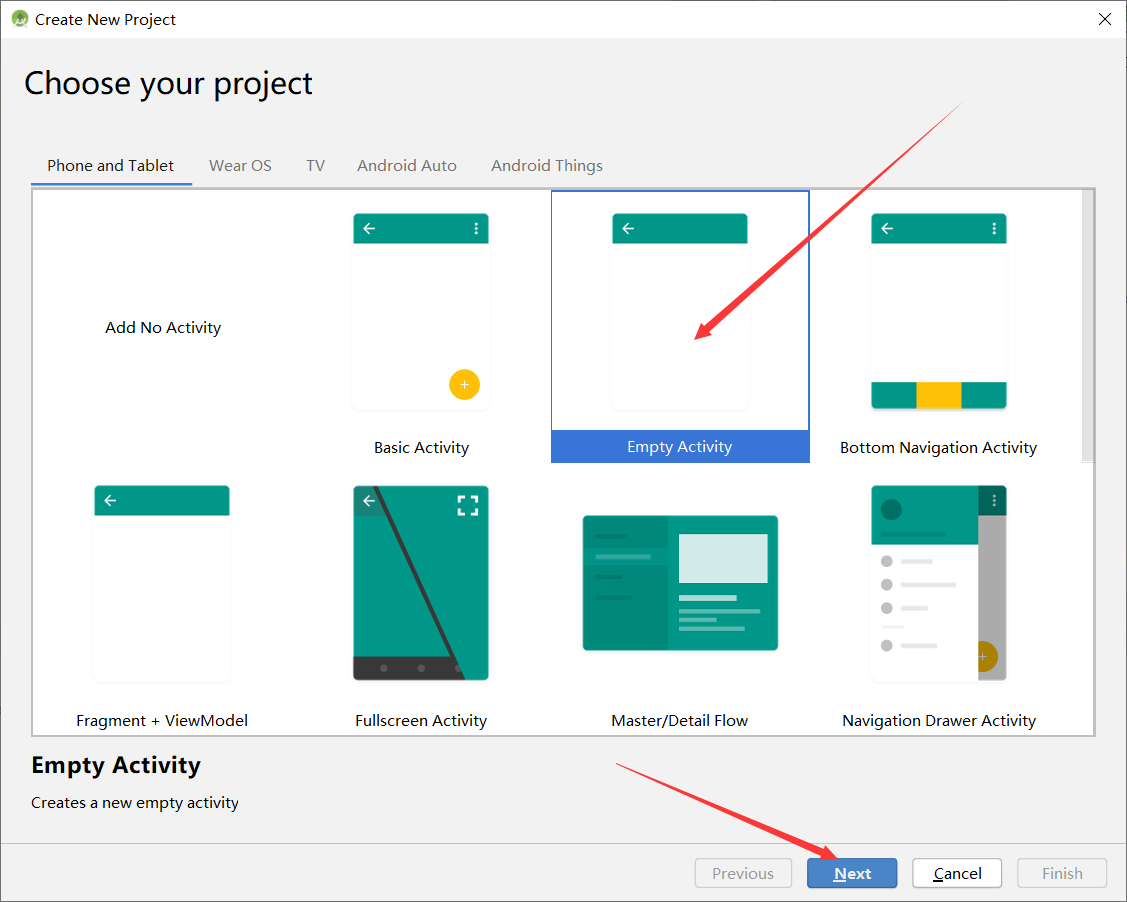 Create New Project
Choose your project
Phone and Tablet
Wear OS
TV
Android Auto
Android Things
Add No Activity
Basic Activity
Empty Activity
Bottom Navigation Activity
Fragment + ViewModel
Fullscreen Activity
Master/Detail Flow
Navigation Drawer Activity
Empty Activity
Creates a new empty activity
Previous
Next
Cancel
Finish